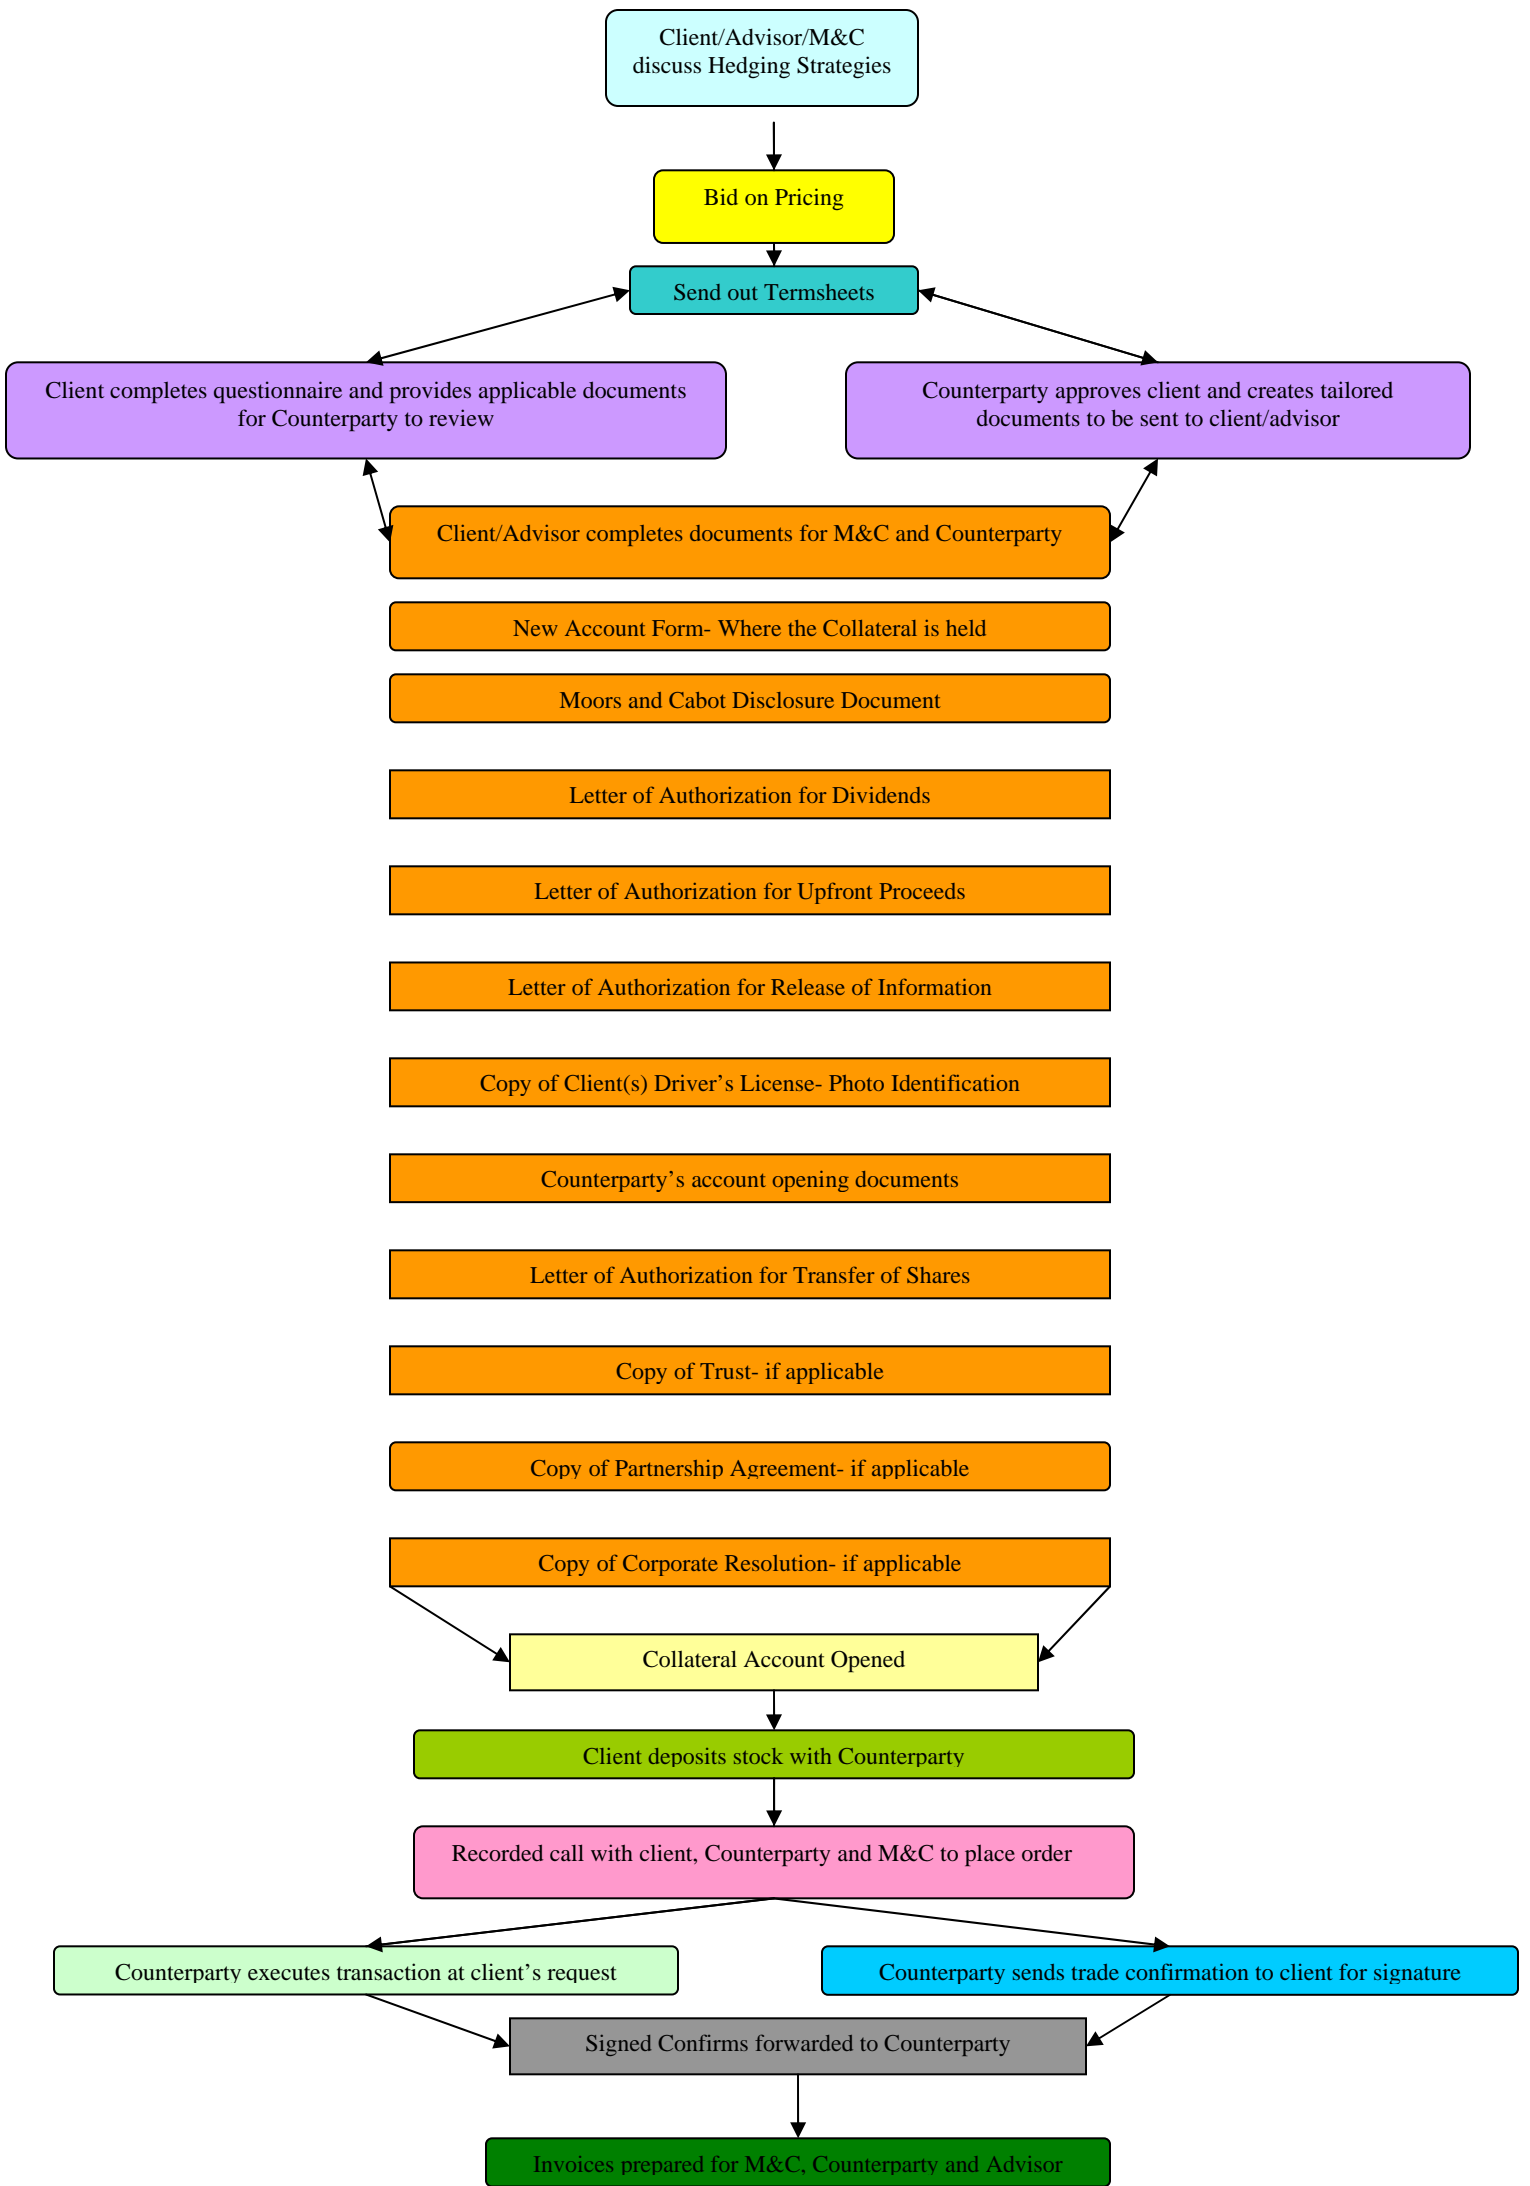 Client/Advisor/M&C
discuss Hedging Strategies
Bid on Pricing
Send out Termsheets
Client completes questionnaire and provides applicable documents
for Counterparty to review
Counterparty approves client and creates tailored
documents to be sent to client/advisor
Client/Advisor completes documents for M&C and Counterparty
New Account Form- Where the Collateral is held
Moors and Cabot Disclosure Document
Letter of Authorization for Dividends
Letter of Authorization for Upfront Proceeds
Letter of Authorization for Release of Information
Copy of Client(s) Driver’s License- Photo Identification
Counterparty’s account opening documents
Letter of Authorization for Transfer of Shares
Copy of Trust- if applicable
Copy of Partnership Agreement- if applicable
Copy of Corporate Resolution- if applicable
Collateral Account Opened
Client deposits stock with Counterparty
Recorded call with client, Counterparty and M&C to place order
Counterparty executes transaction at client’s request
Counterparty sends trade confirmation to client for signature
Signed Confirms forwarded to Counterparty
Invoices prepared for M&C, Counterparty and Advisor